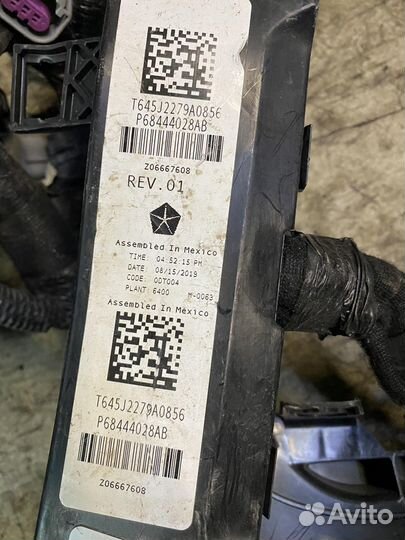 T645J2279A0856
P68444028AB
Z06667608
REV.01
Assembled In Mexico
TIME: 04:52:15 PM
DATE: 08/15/2019
CODE: 0DT004
PLANT: 6400 M-0063
Assembled In Mexico
T645J2279A0856
P68444028AB
Z06667608
Avito